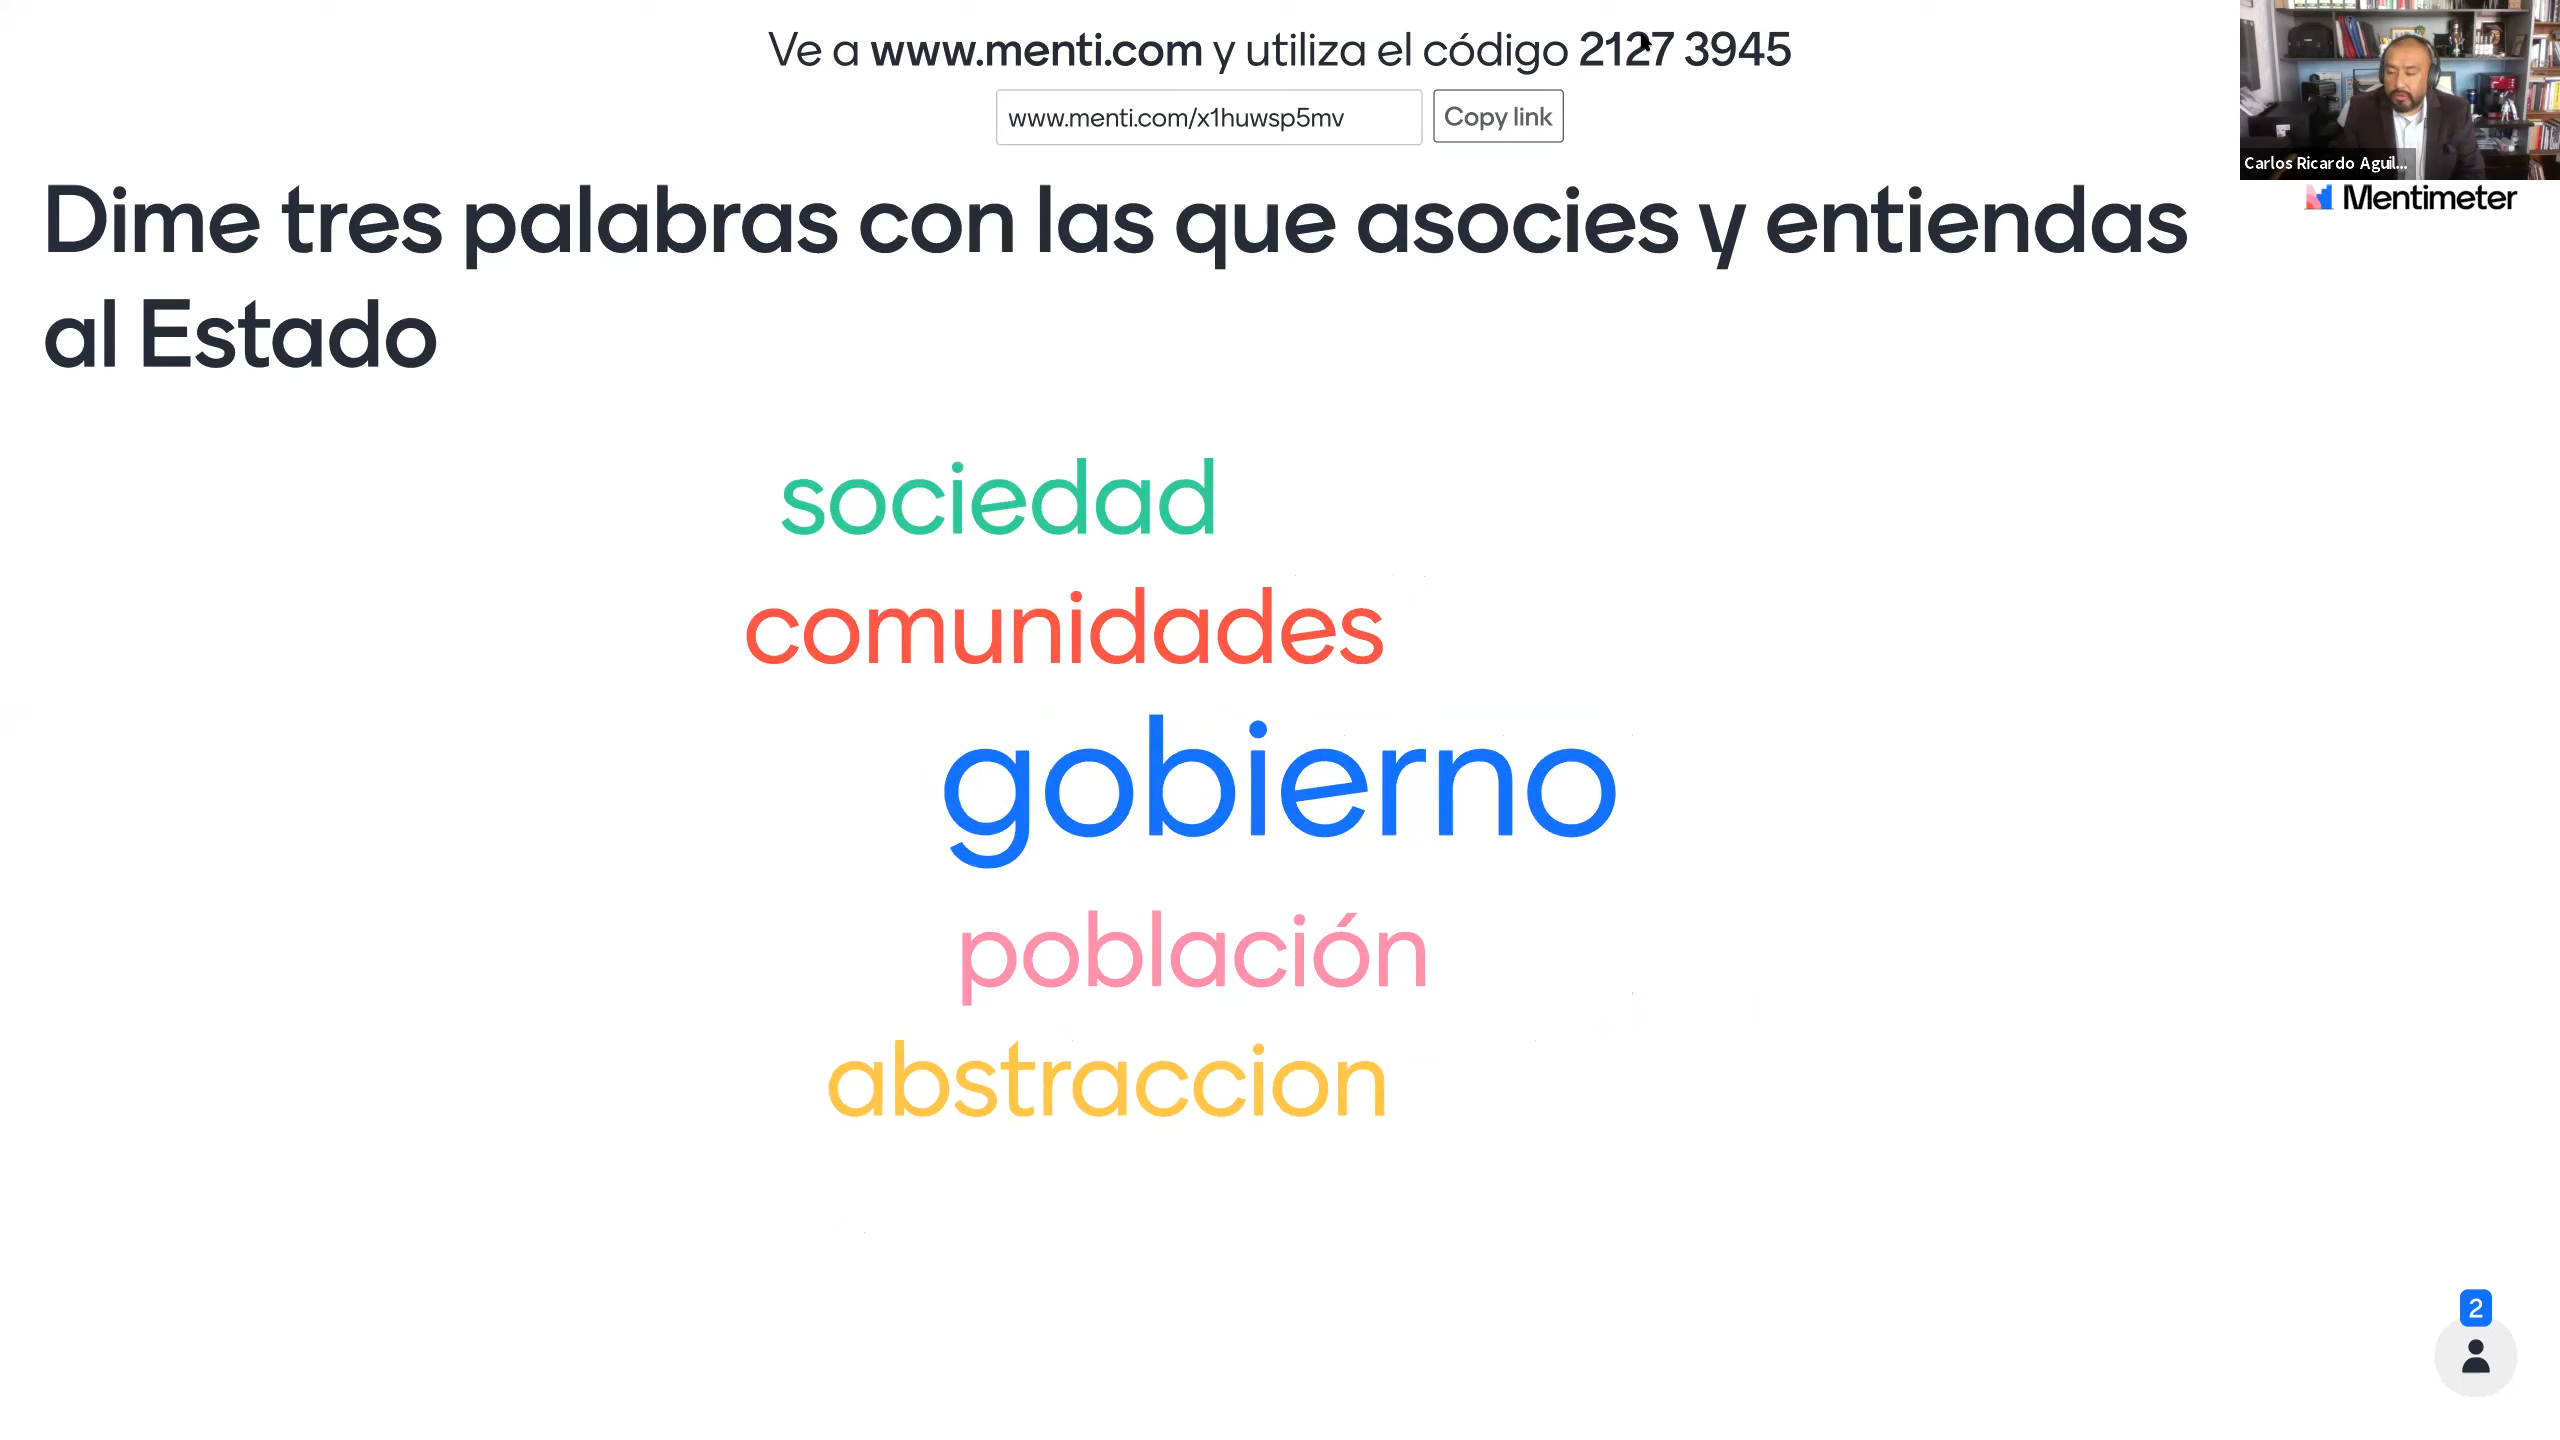 Ve a www.menti.com y utiliza el código 2127 3945
www.menti.com/x1huwsp5mv
Copy link
Carlos Ricardo Aguil...
Mentimeter
Dime tres palabras con las que asocies y entiendas
al Estado
sociedad
comunidades
gobierno
población
abstraccion
2